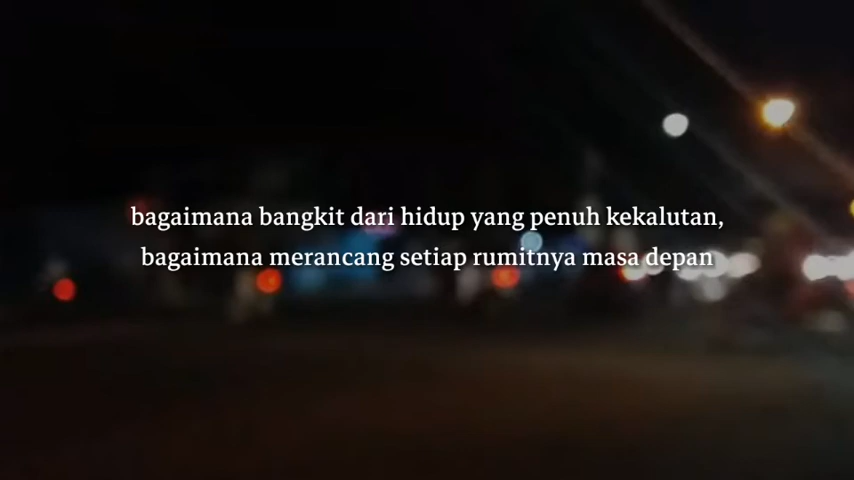 bagaimana bangkit dari hidup yang penuh kekalutan,
bagaimana merancang setiap rumitnya masa depan